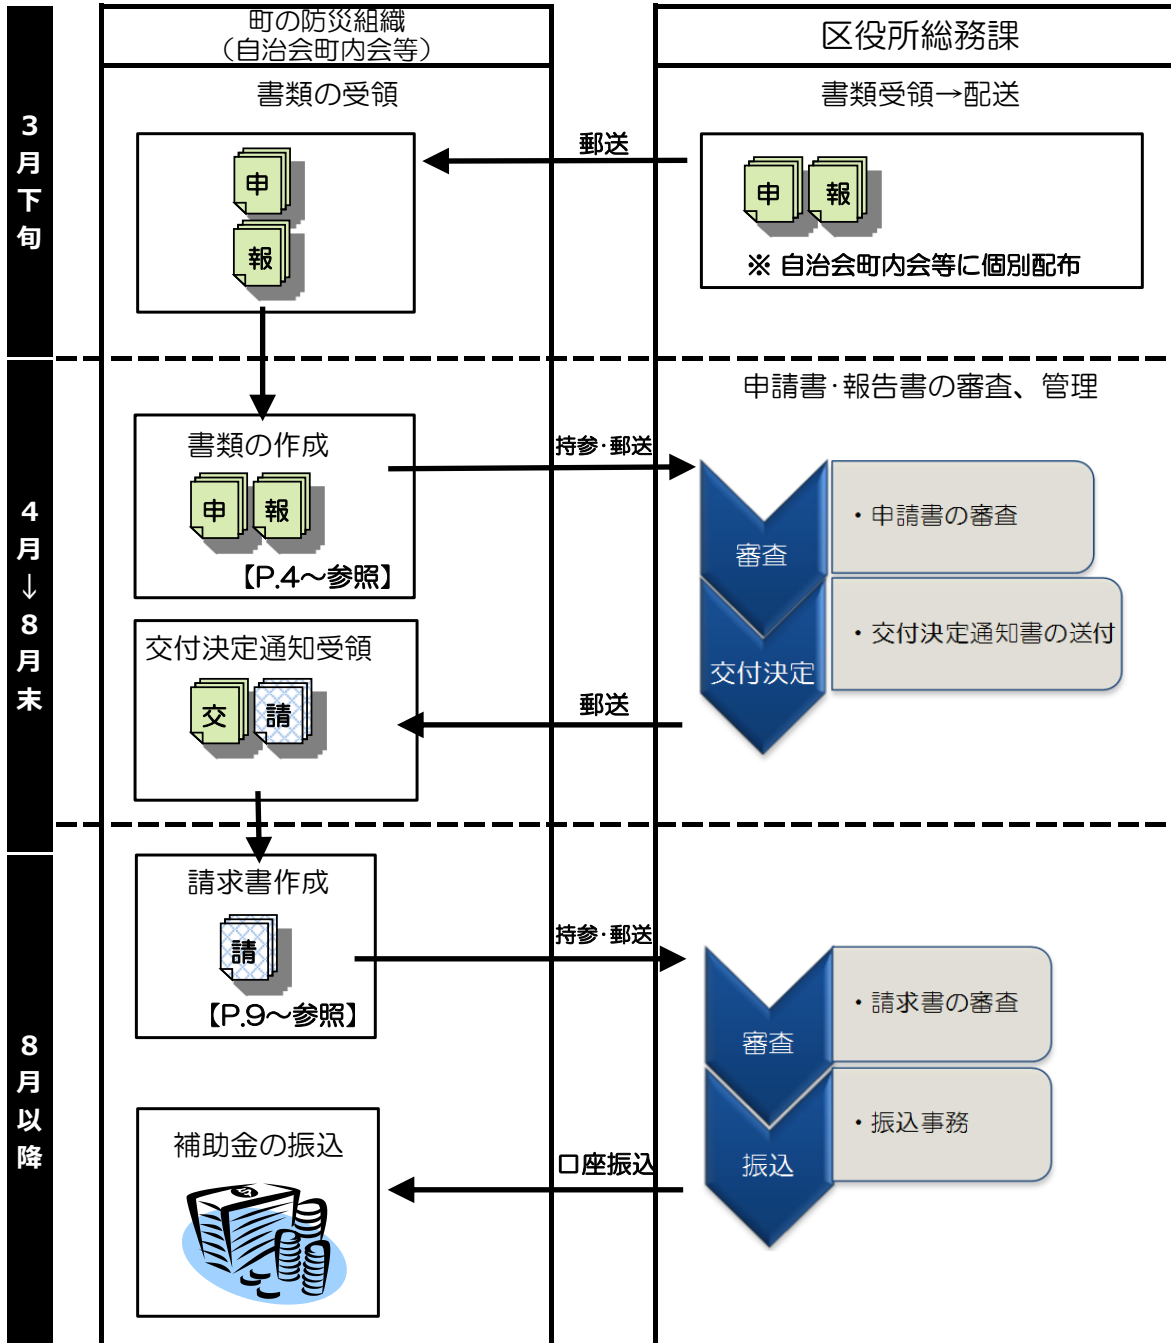 町の防災組織
（自治会町内会等）
区役所総務課
3月下旬
書類の受領
書類受領→配送
申
報
郵送
申 報
※ 自治会町内会等に個別配布
4月→8月末
申請書･報告書の審査、管理
書類の作成
申 報
【P.4～参照】
持参･郵送
審査
・申請書の審査
交付決定
・交付決定通知書の送付
交付決定通知受領
交 請
郵送
8月以降
請求書作成
請
【P.9～参照】
持参･郵送
審査
・請求書の審査
振込
・振込事務
補助金の振込
口座振込